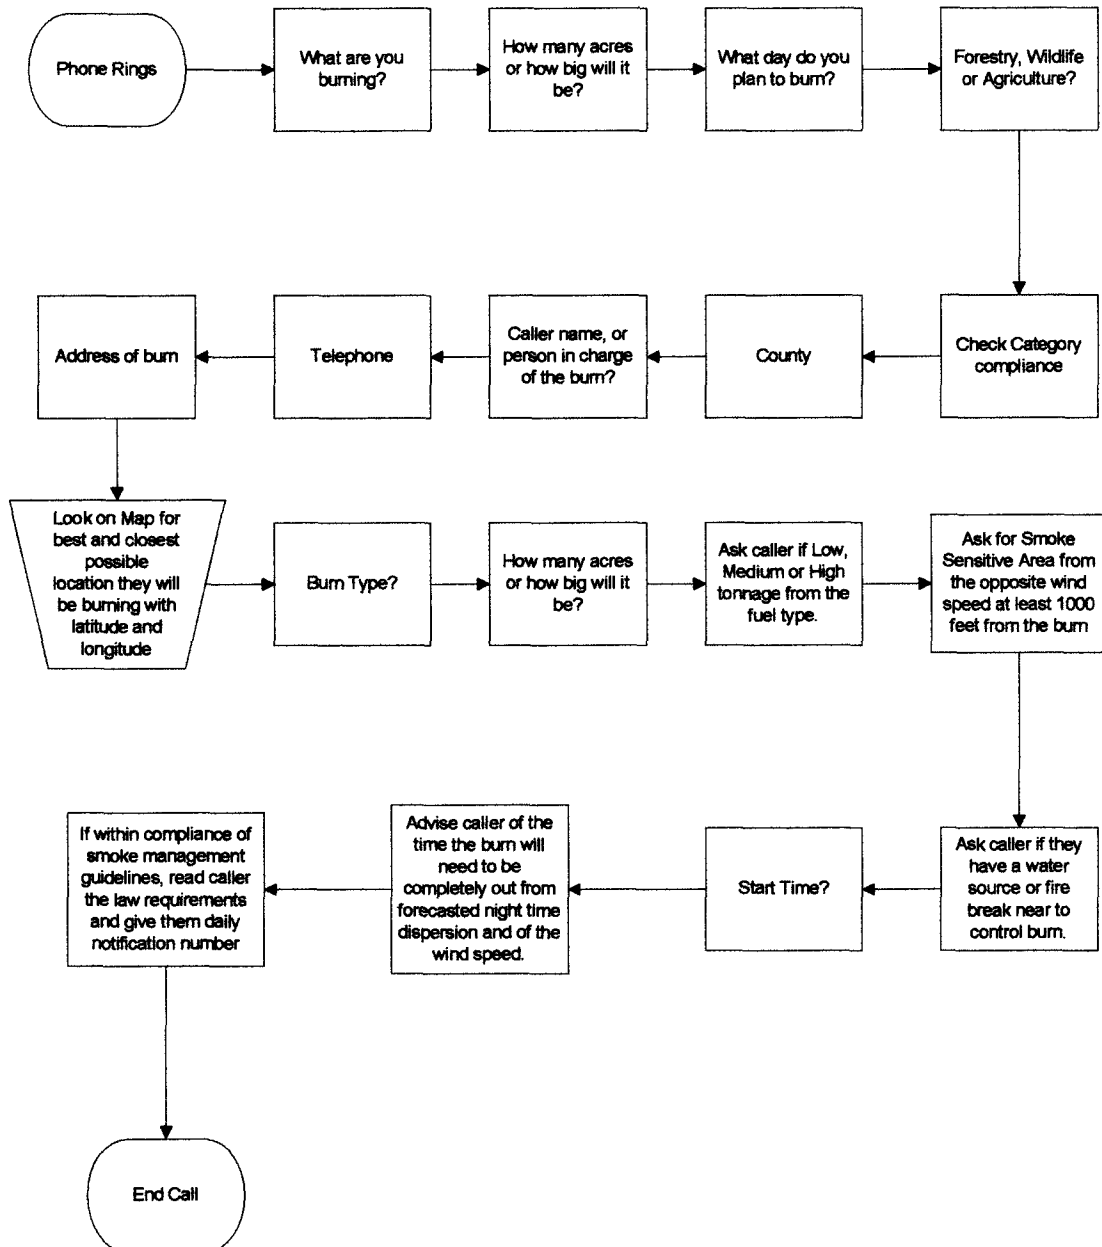 Phone Rings
What are you
burning?
How many acres
or how big will it
be?
What day do you
plan to burn?
Forestry, Wildlife
or Agriculture?
Check Category
compliance
County
Caller name, or
person in charge
of the burn?
Telephone
Address of burn
Look on Map for
best and closest
possible
location they will
be burning with
latitude and
longitude
Burn Type?
How many acres
or how big will it
be?
Ask caller if Low,
Medium or High
tonnage from the
fuel type.
Ask for Smoke
Sensitive Area from
the opposite wind
speed at least 1000
feet from the burn
Ask caller if they
have a water
source or fire
break near to
control burn.
Start Time?
Advise caller of the
time the burn will
need to be
completely out from
forecasted night time
dispersion and of the
wind speed.
If within compliance of
smoke management
guidelines, read caller
the law requirements
and give them daily
notification number
End Call